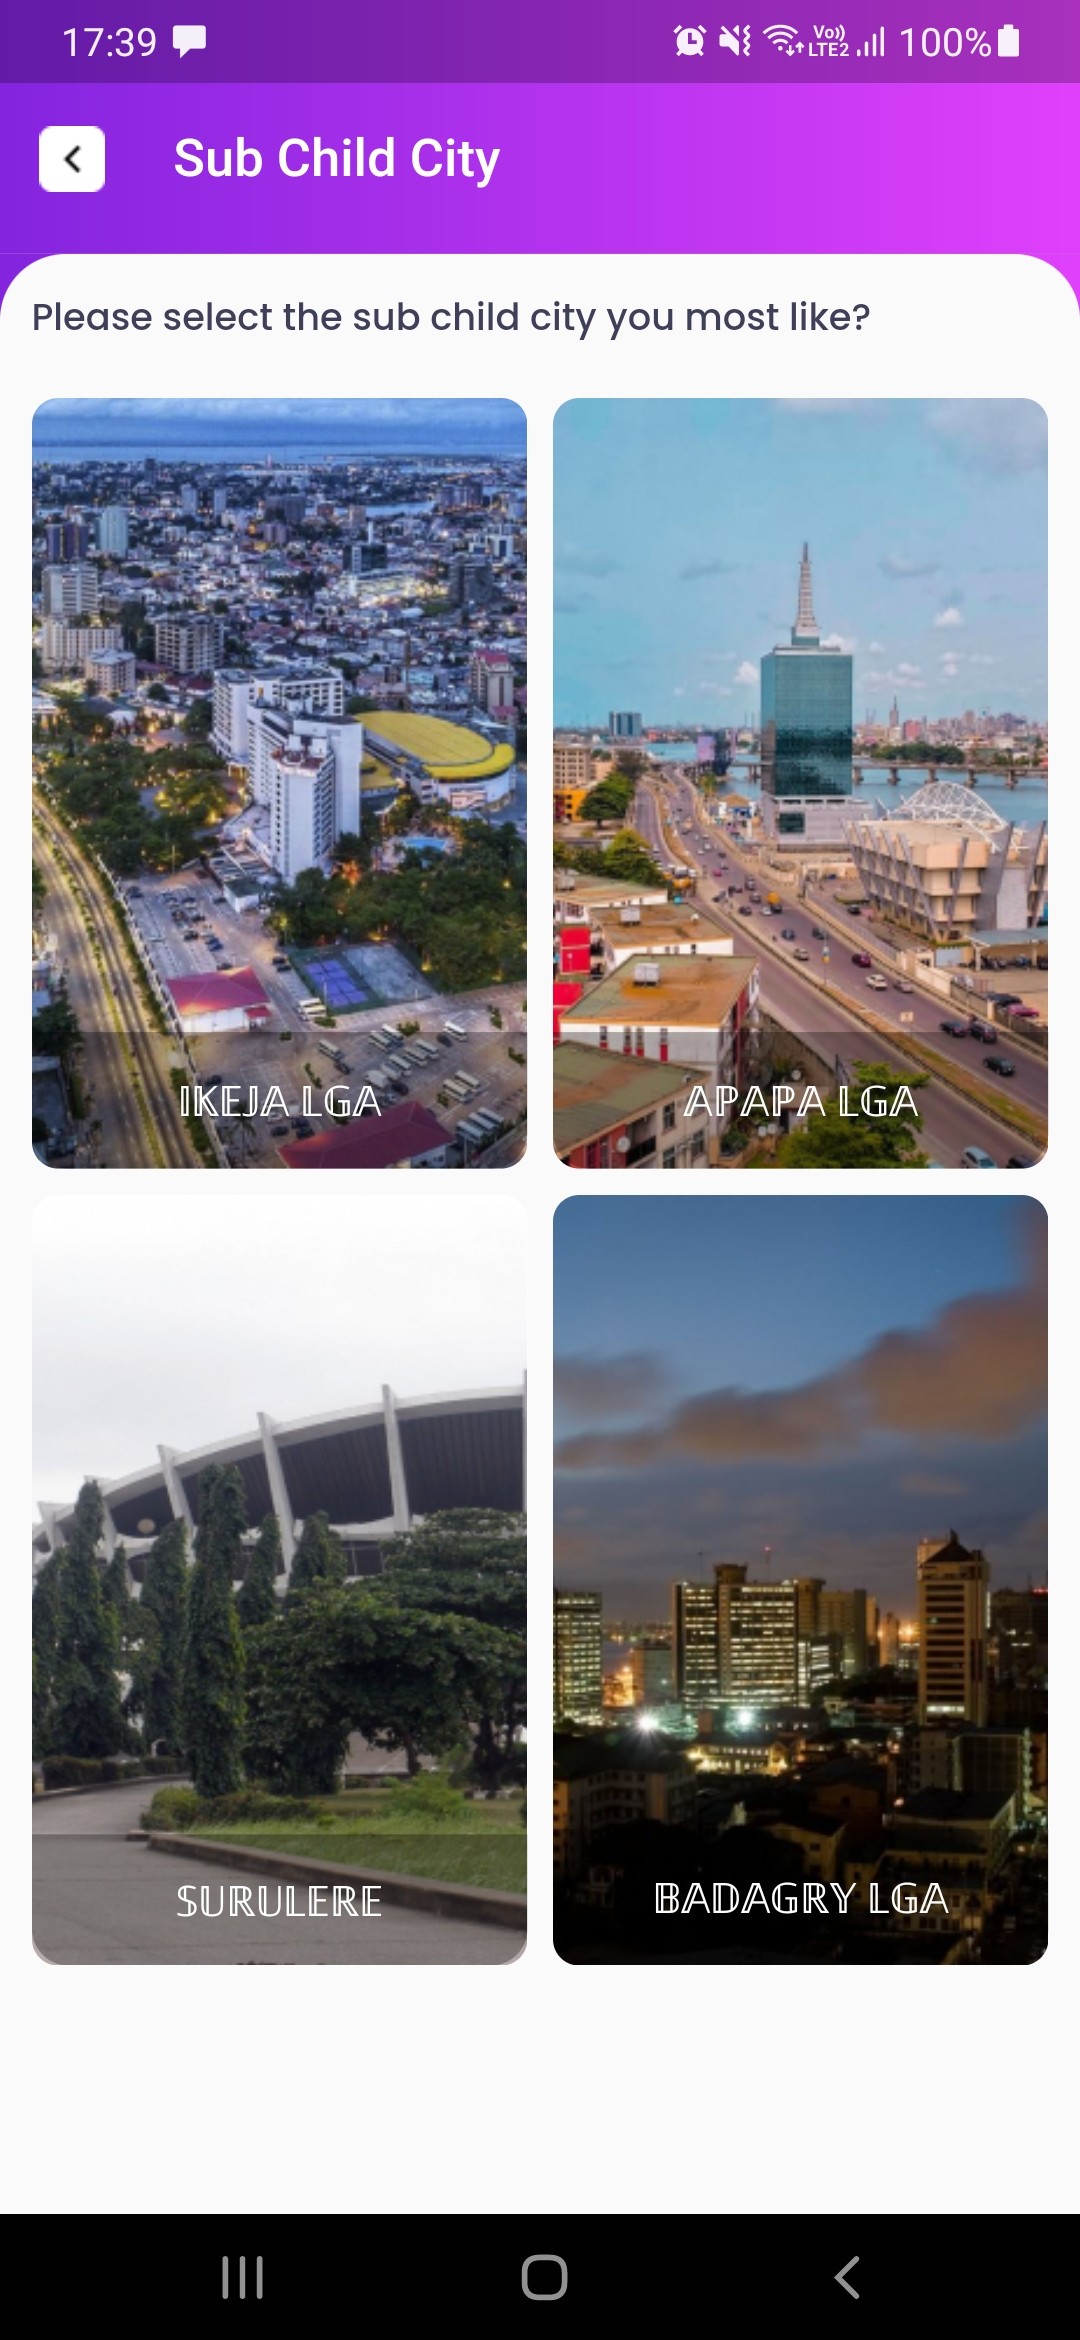 17:39
Vo)) LTE2 100%
Sub Child City
Please select the sub child city you most like?
IKEJA LGA
APAPA LGA
SURULERE
BADAGRY LGA